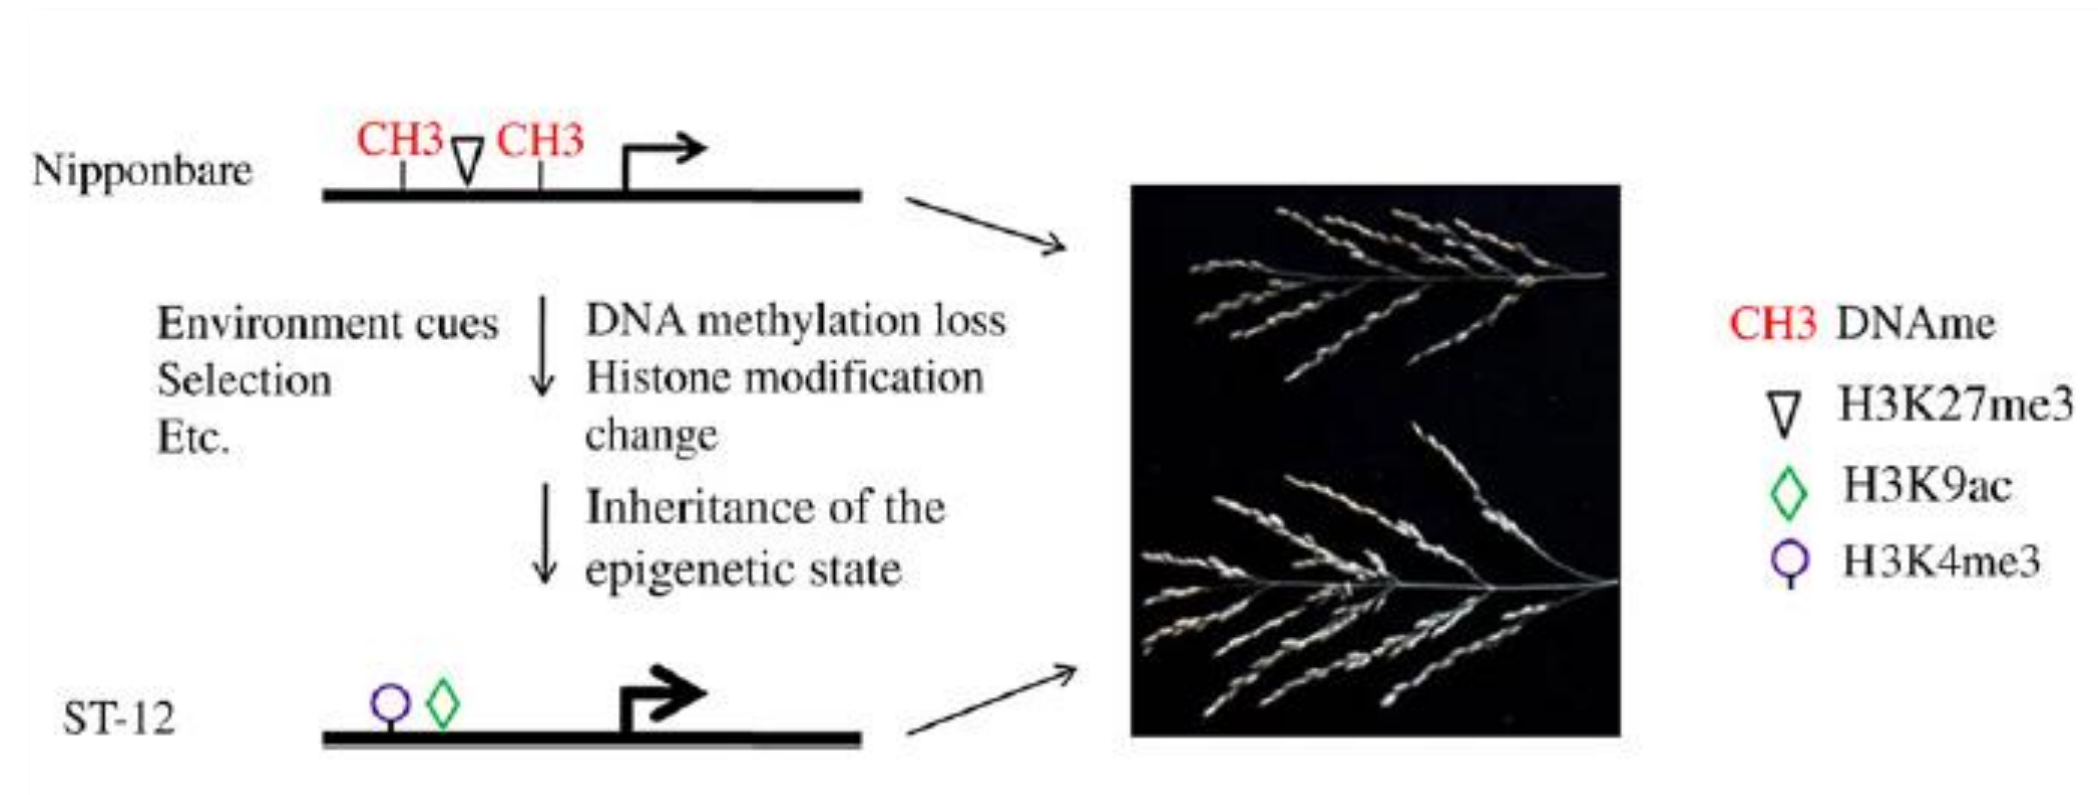 CH3 CH3
Nipponbare
Environment cues
Selection
Etc.
DNA methylation loss
Histone modification
change
Inheritance of the
epigenetic state
ST-12
CH3 DNAme
H3K27me3
H3K9ac
H3K4me3